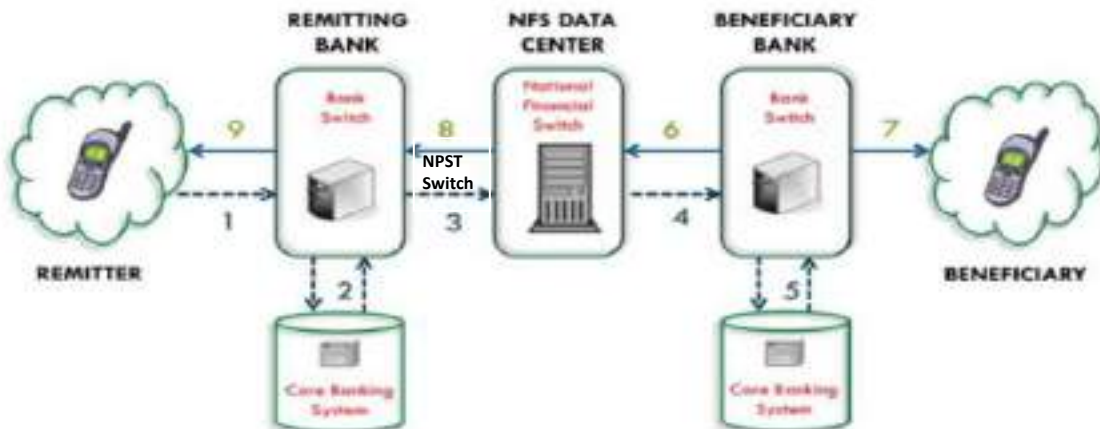 REMITTING
BANK
NFS DATA
CENTER
BENEFICIARY
BANK
Bank
Switch
National
Financial
Switch
Bank
Switch
9
8
6
7
NPST
Switch
1
3
4
REMITTER
BENEFICIARY
2
5
Core Banking
System
Core Banking
System